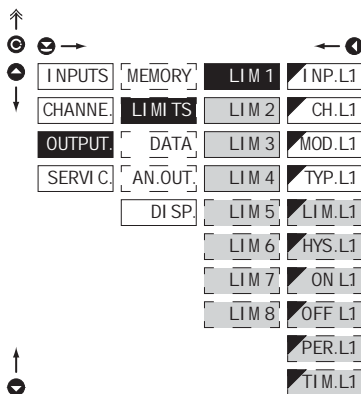 INPUTS MEMORY LIM 1 INP.L1
CHANNE. LIMITS LIM 2 CH.L1
OUTPUT. DATA LIM 3 MOD.L1
SERVIC. AN.OUT. LIM 4 TYP.L1
DISP. LIM 5 LIM.L1
LIM 6 HYS.L1
LIM 7 ON L1
LIM 8 OFF L1
PER.L1
TIM.L1